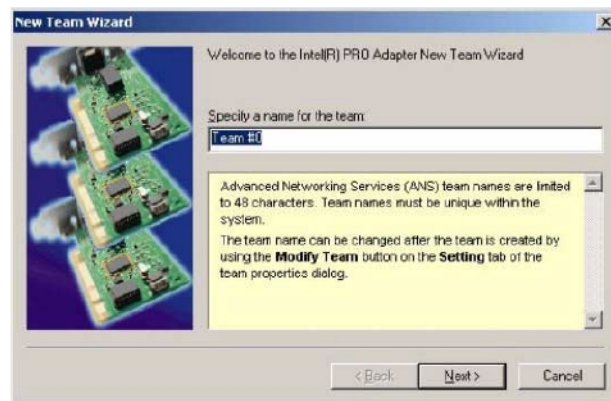 New Team Wizard
Welcome to the Intel(R) PRO Adapter New Team Wizard
Specify a name for the team:
Team #0
Advanced Networking Services (ANS) team names are limited
to 48 characters. Team names must be unique within the
system.
The team name can be changed after the team is created by
using the Modify Team button on the Setting tab of the
team properties dialog.
< Back
Next >
Cancel